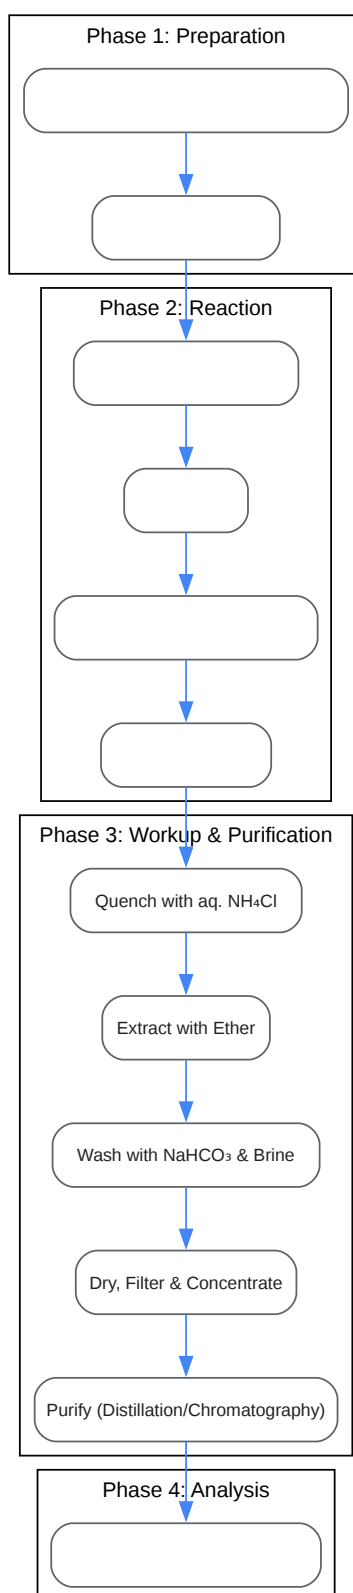 Phase 1: Preparation
Phase 2: Reaction
Phase 3: Workup & Purification
Quench with aq. NH₄Cl
Extract with Ether
Wash with NaHCO₃ & Brine
Dry, Filter & Concentrate
Purify (Distillation/Chromatography)
Phase 4: Analysis